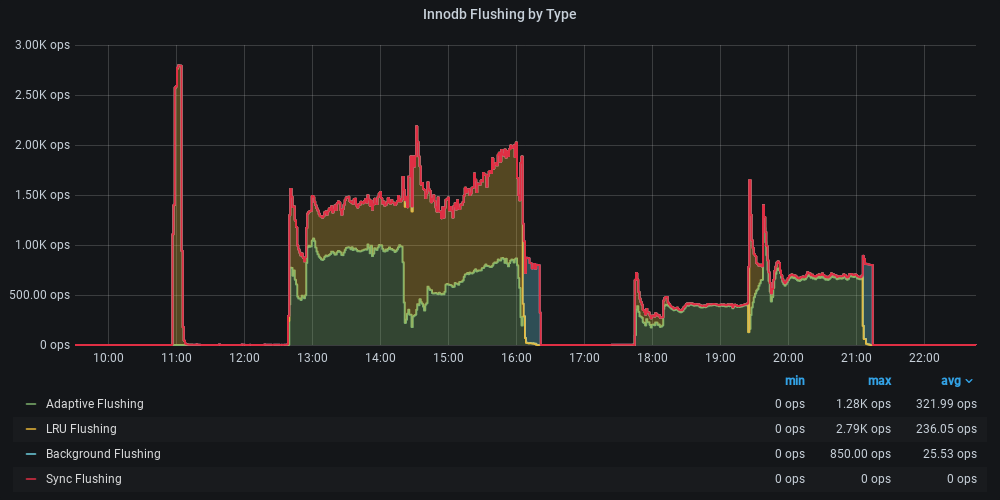 Innodb Flushing by Type
3.00K ops
2.50K ops
2.00K ops
1.50K ops
1.00K ops
500.00 ops
0 ops
10:00 11:00 12:00 13:00 14:00 15:00 16:00 17:00 18:00 19:00 20:00 21:00 22:00
min max avg
Adaptive Flushing 0 ops 1.28K ops 321.99 ops
LRU Flushing 0 ops 2.79K ops 236.05 ops
Background Flushing 0 ops 850.00 ops 25.53 ops
Sync Flushing 0 ops 0 ops 0 ops